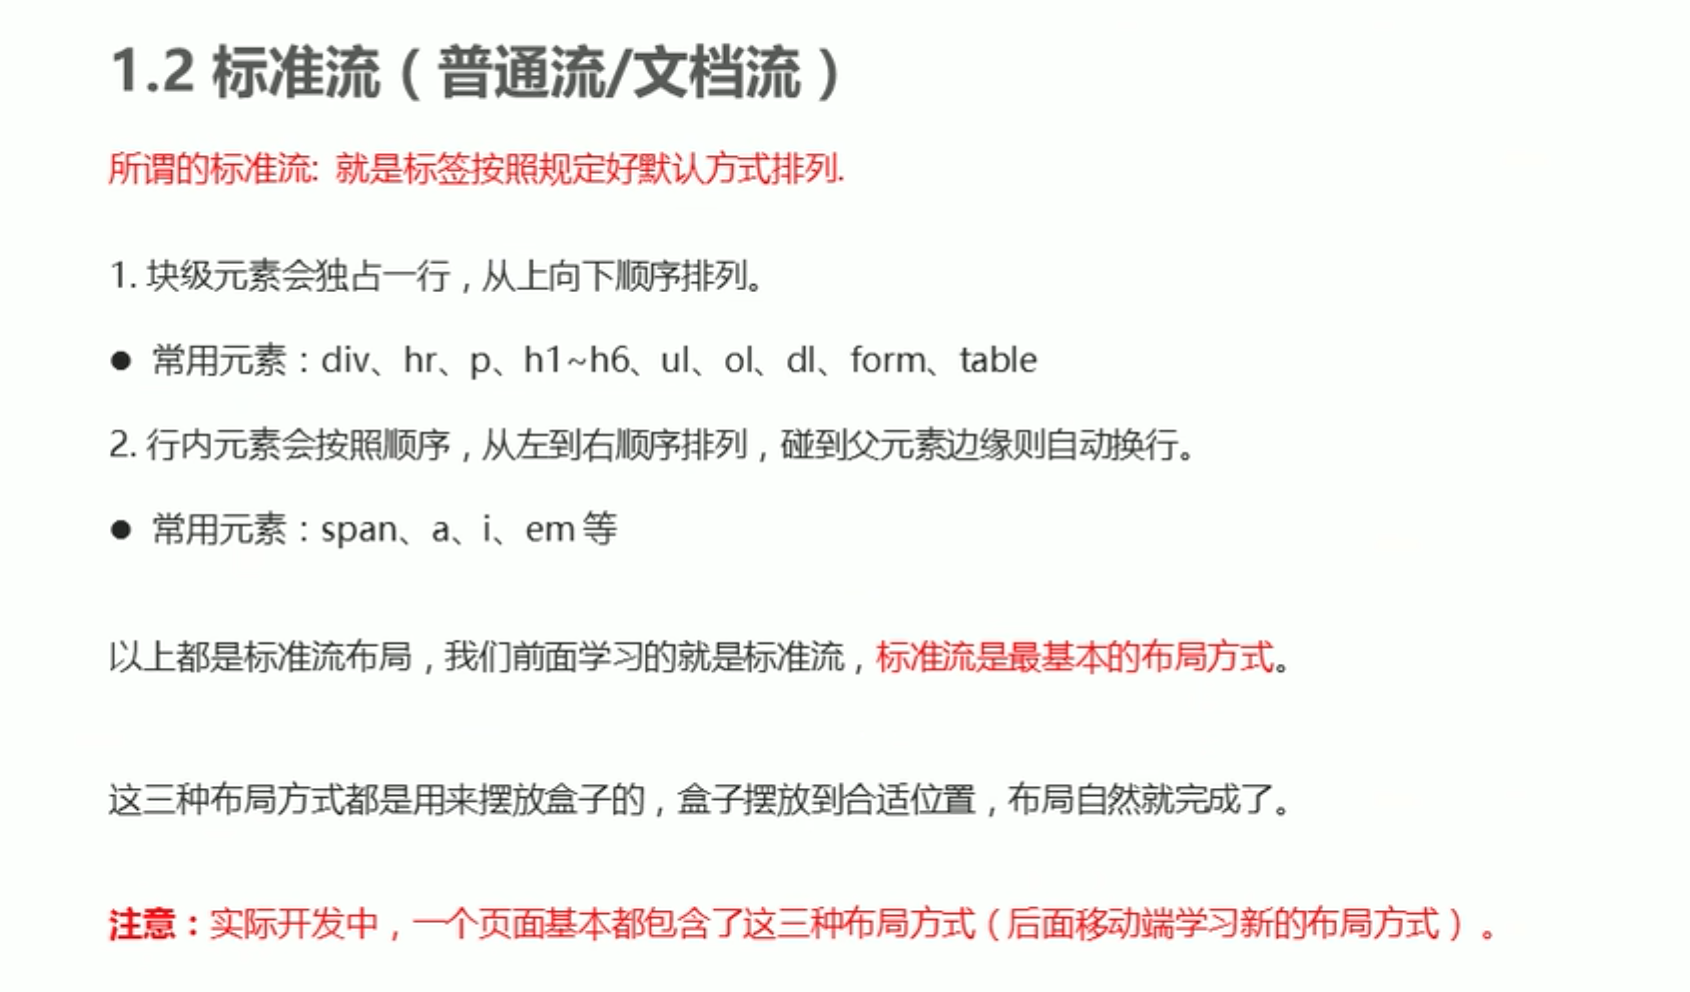 1.2 标准流（普通流/文档流）
所谓的标准流: 就是标签按照规定好默认方式排列.
1. 块级元素会独占一行，从上向下顺序排列。
● 常用元素：div、hr、p、h1~h6、ul、ol、dl、form、table
2. 行内元素会按照顺序，从左到右顺序排列，碰到父元素边缘则自动换行。
● 常用元素：span、a、i、em 等
以上都是标准流布局，我们前面学习的就是标准流，标准流是最基本的布局方式。
这三种布局方式都是用来摆放盒子的，盒子摆放到合适位置，布局自然就完成了。
注意：实际开发中，一个页面基本都包含了这三种布局方式（后面移动端学习新的布局方式）。